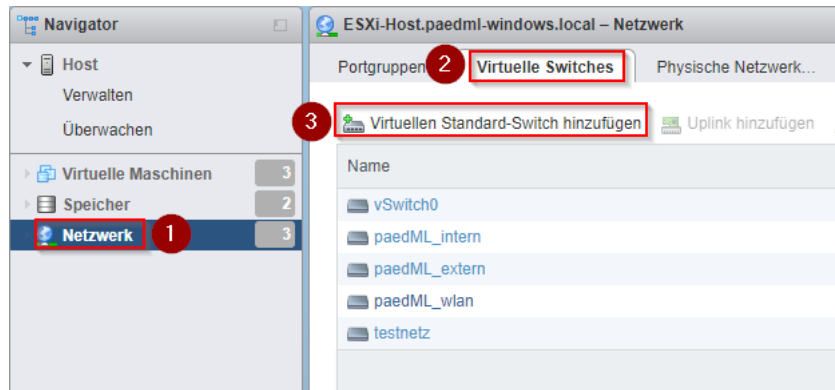 Navigator
Host
Verwalten
Überwachen
Virtuelle Maschinen 3
Speicher 2
Netzwerk 1 3
ESXi-Host.paedml-windows.local – Netzwerk
Portgruppen 2 Virtuelle Switches Physische Netzwerk...
3 Virtuellen Standard-Switch hinzufügen Uplink hinzufügen
Name
vSwitch0
paedML_intern
paedML_extern
paedML_wlan
testnetz